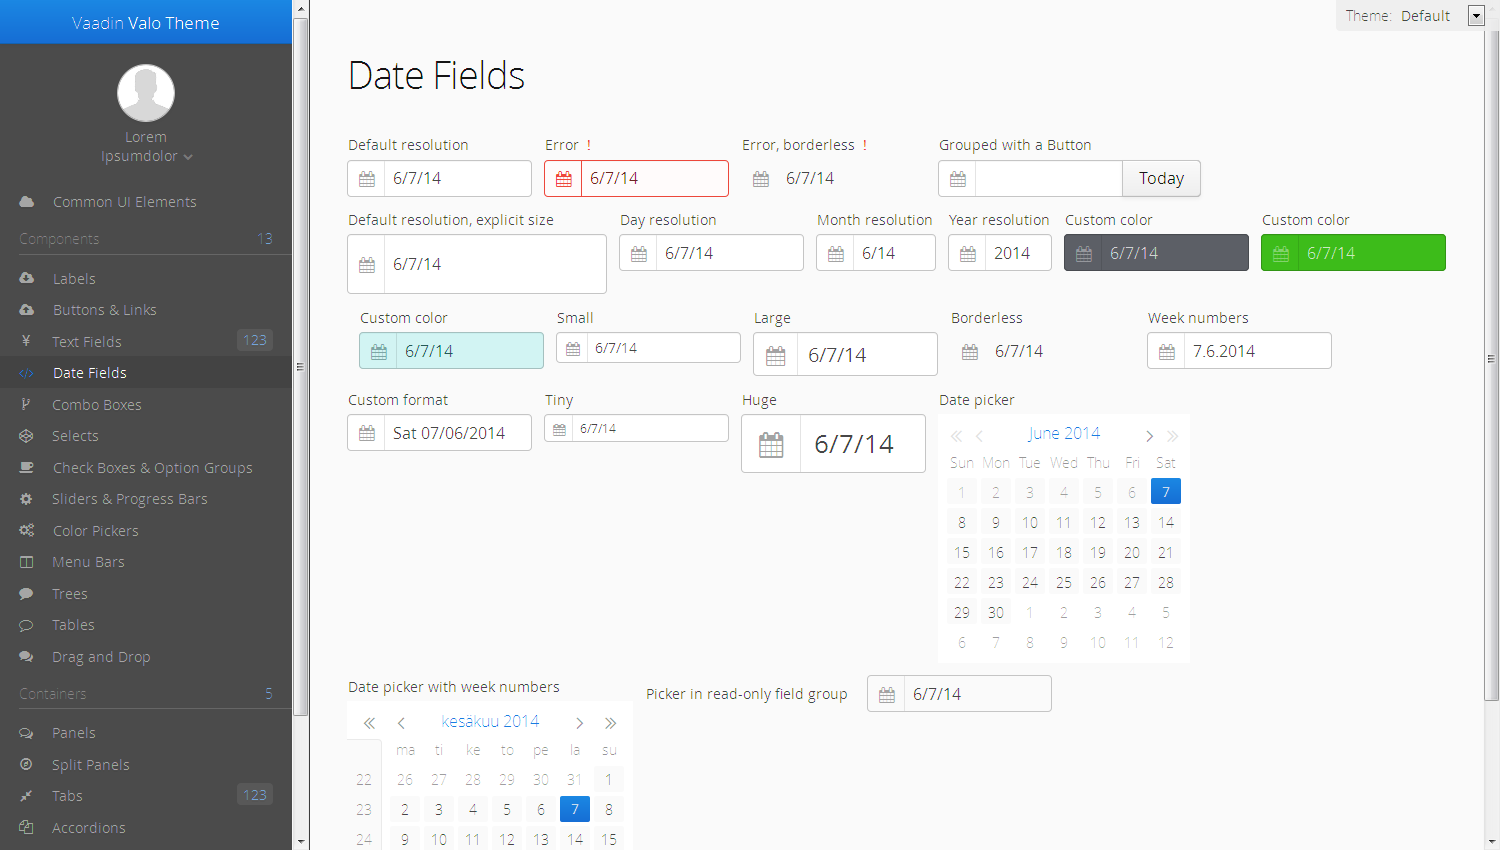 Vaadin Valo Theme
Lorem
Ipsumdolor
Common UI Elements
Components 13
Labels
Buttons & Links
Text Fields 123
Date Fields
Combo Boxes
Selects
Check Boxes & Option Groups
Sliders & Progress Bars
Color Pickers
Menu Bars
Trees
Tables
Drag and Drop
Containers 5
Panels
Split Panels
Tabs 123
Accordions
Theme: Default
Date Fields
Default resolution Error ! Error, borderless ! Grouped with a Button
6/7/14 6/7/14 6/7/14 Today
Default resolution, explicit size Day resolution Month resolution Year resolution Custom color Custom color
6/7/14 6/7/14 6/14 2014 6/7/14 6/7/14
Custom color Small Large Borderless Week numbers
6/7/14 6/7/14 6/7/14 6/7/14 7.6.2014
Custom format Tiny Huge Date picker
Sat 07/06/2014 6/7/14 6/7/14
« ‹ June 2014 › »
Sun Mon Tue Wed Thu Fri Sat
1 2 3 4 5 6 7
8 9 10 11 12 13 14
15 16 17 18 19 20 21
22 23 24 25 26 27 28
29 30 1 2 3 4 5
6 7 8 9 10 11 12
Date picker with week numbers
« ‹ kesäkuu 2014 › »
ma ti ke to pe la su
22 26 27 28 29 30 31 1
23 2 3 4 5 6 7 8
24 9 10 11 12 13 14 15
Picker in read-only field group 6/7/14